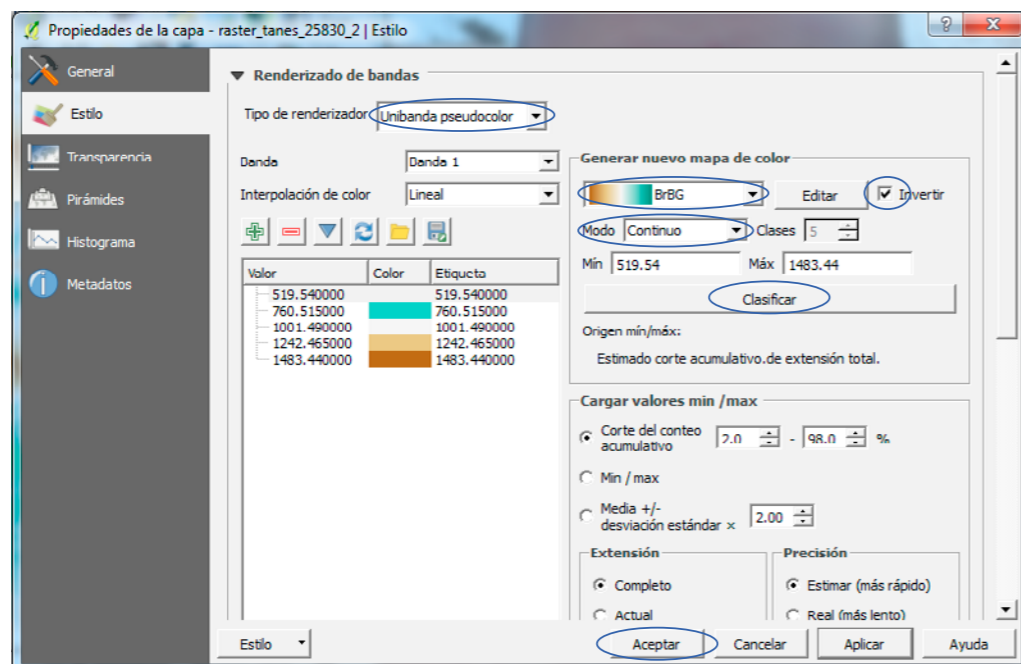 Propiedades de la capa - raster_tanes_25830_2 | Estilo
General
Estilo
Transparencia
Pirámides
Histograma
Metadatos
Renderizado de bandas
Tipo de renderizador Unibanda pseudocolor
Banda Banda 1
Interpolación de color Lineal
Valor Color Etiqueta
519.540000 519.540000
760.515000 760.515000
1001.490000 1001.490000
1242.465000 1242.465000
1483.440000 1483.440000
Generar nuevo mapa de color
BrBG Editar Invertir
Modo Continuo Clases 5
Mín 519.54 Máx 1483.44
Clasificar
Origen mín/máx:
Estimado corte acumulativo.de extensión total.
Cargar valores min /max
Corte del conteo
acumulativo 2.0 - 98.0 %
Min / max
Media +/-
desviación estándar × 2.00
Extensión
Completo
Actual
Precisión
Estimar (más rápido)
Real (más lento)
Estilo Aceptar Cancelar Aplicar Ayuda